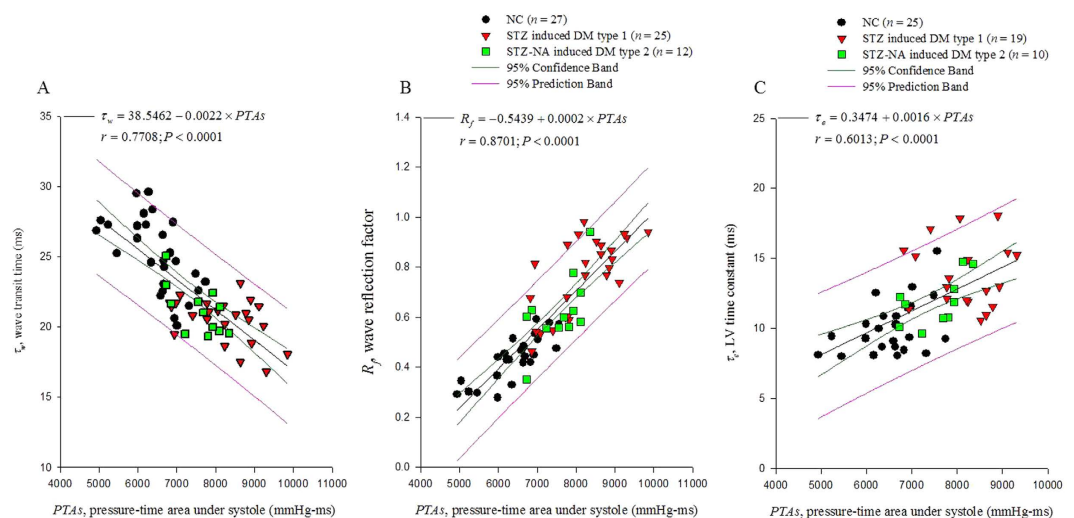 NC (n = 27)
STZ induced DM type 1 (n = 25)
STZ-NA induced DM type 2 (n = 12)
95% Confidence Band
95% Prediction Band
NC (n = 25)
STZ induced DM type 1 (n = 19)
STZ-NA induced DM type 2 (n = 10)
95% Confidence Band
95% Prediction Band
A
τw = 38.5462 − 0.0022 × PTAs
r = 0.7708; P < 0.0001
35
30
25
20
15
10
τw, wave transit time (ms)
4000 5000 6000 7000 8000 9000 10000 11000
PTAs, pressure-time area under systole (mmHg-ms)
B
Rf = −0.5439 + 0.0002 × PTAs
r = 0.8701; P < 0.0001
1.4
1.2
1.0
0.8
0.6
0.4
0.2
0.0
Rf, wave reflection factor
4000 5000 6000 7000 8000 9000 10000 11000
PTAs, pressure-time area under systole (mmHg-ms)
C
τe = 0.3474 + 0.0016 × PTAs
r = 0.6013; P < 0.0001
25
20
15
10
5
0
τe, LV time constant (ms)
4000 5000 6000 7000 8000 9000 10000
PTAs, pressure-time area under systole (mmHg-ms)